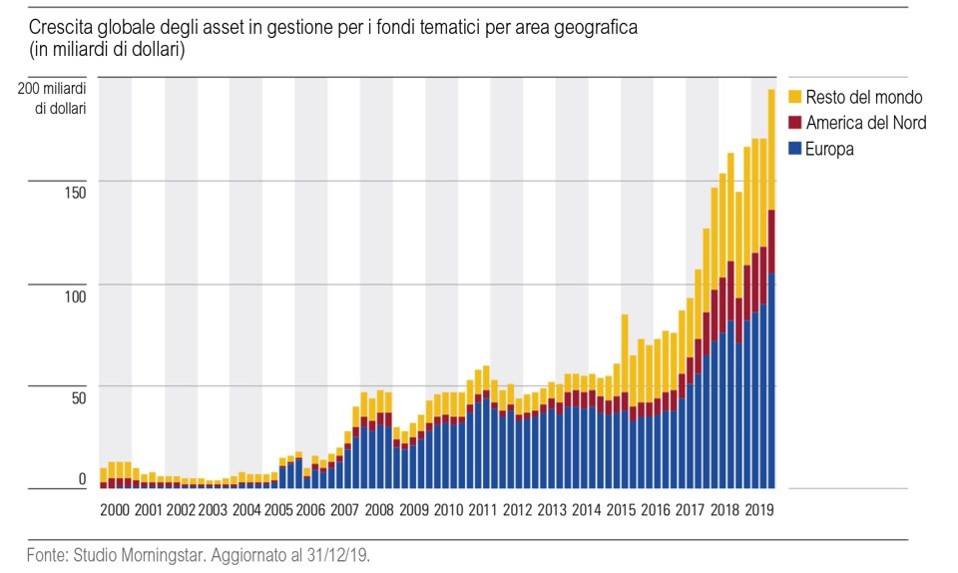 Crescita globale degli asset in gestione per i fondi tematici per area geografica
(in miliardi di dollari)
200 miliardi
di dollari
150
100
50
0
Resto del mondo
America del Nord
Europa
2000 2001 2002 2003 2004 2005 2006 2007 2008 2009 2010 2011 2012 2013 2014 2015 2016 2017 2018 2019
Fonte: Studio Morningstar. Aggiornato al 31/12/19.